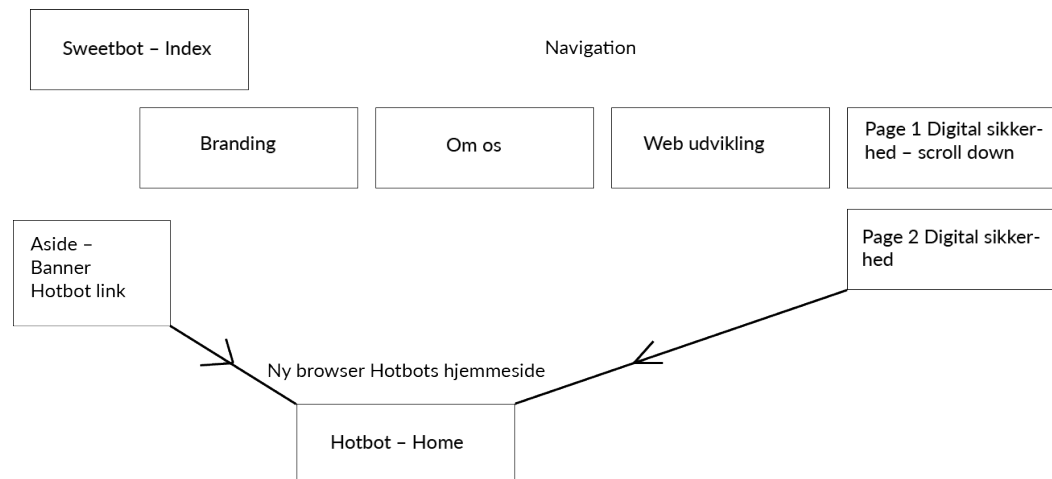 Sweetbot – Index
Navigation
Branding
Om os
Web udvikling
Page 1 Digital sikker-
hed – scroll down
Aside –
Banner
Hotbot link
Page 2 Digital sikker-
hed
Ny browser Hotbots hjemmeside
Hotbot – Home